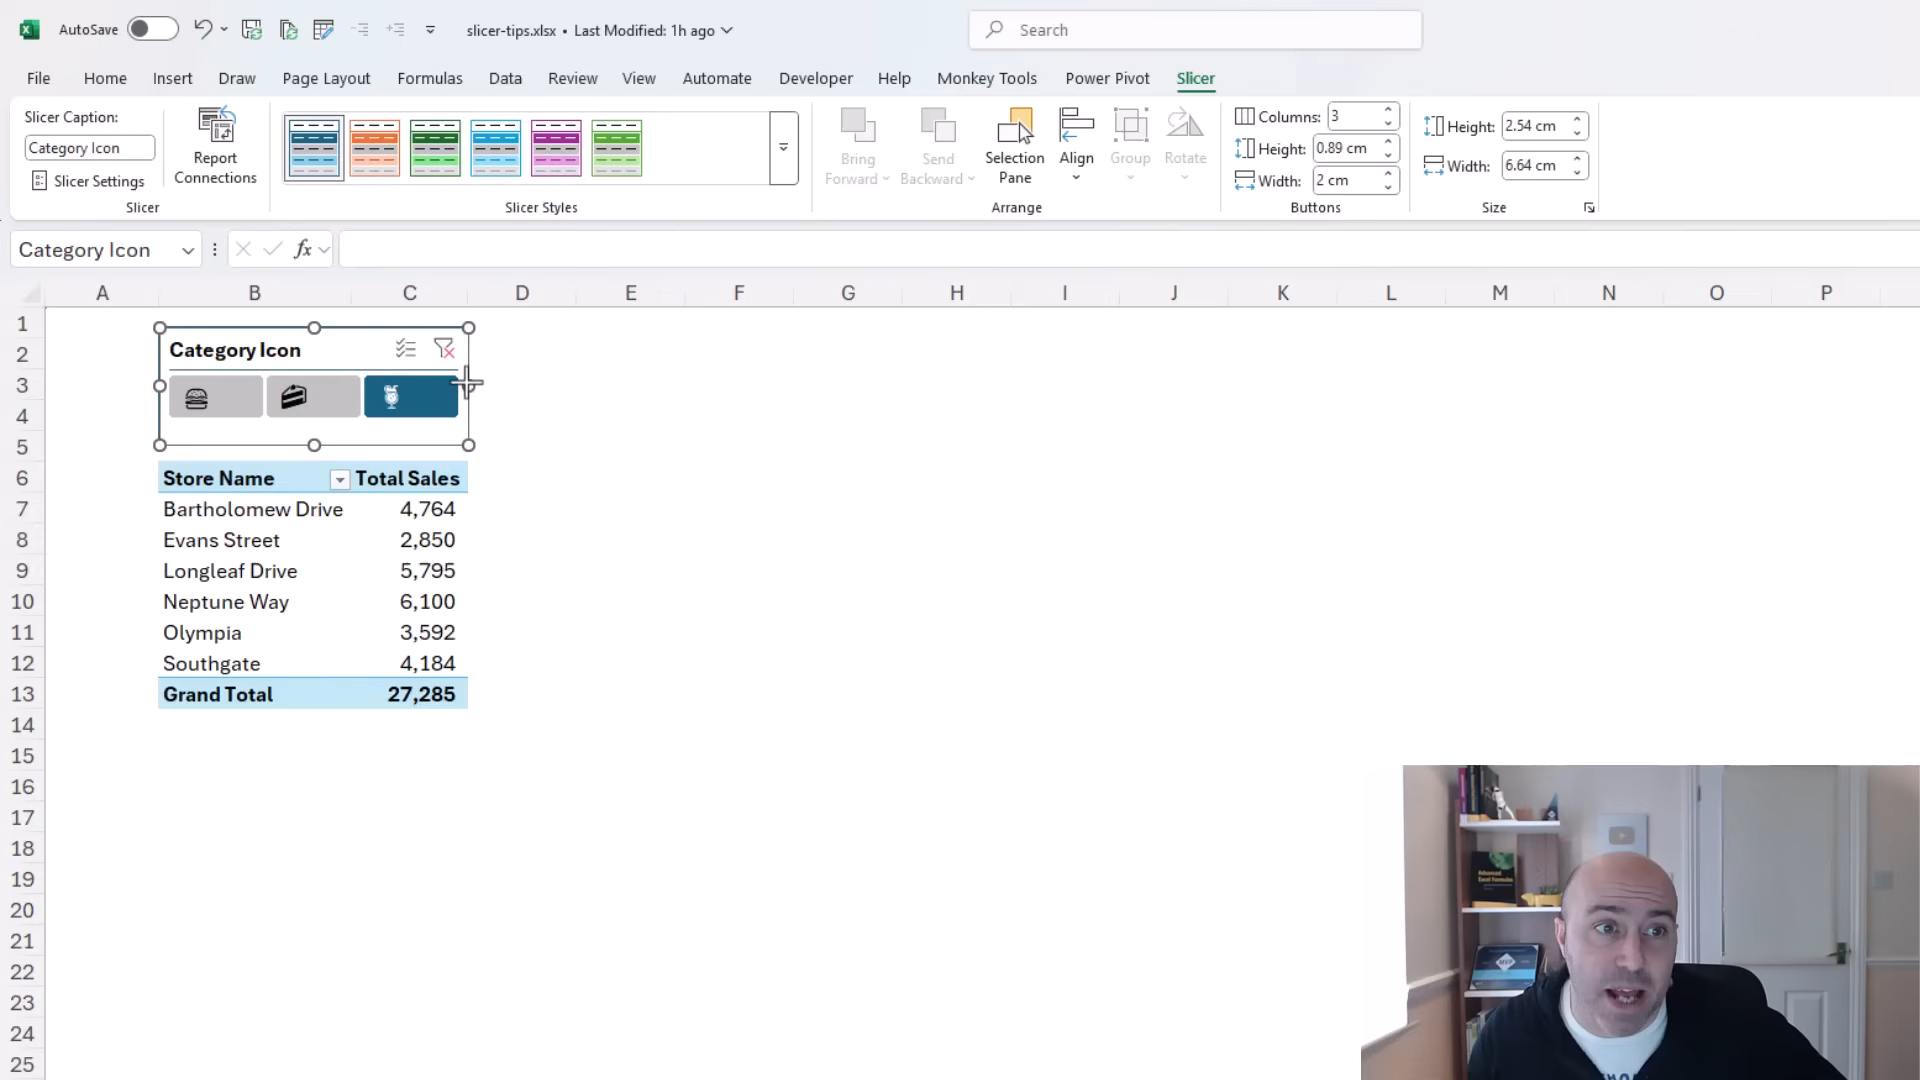 AutoSave
slicer-tips.xlsx • Last Modified: 1h ago
Search
File Home Insert Draw Page Layout Formulas Data Review View Automate Developer Help Monkey Tools Power Pivot Slicer
Slicer Caption:
Category Icon
Slicer Settings
Report
Connections
Slicer
Slicer Styles
Bring
Forward
Send
Backward
Selection
Pane
Align
Group
Rotate
Arrange
Columns: 3
Height: 0.89 cm
Width: 2 cm
Buttons
Height: 2.54 cm
Width: 6.64 cm
Size
Category Icon fx
A B C D E F G H I J K L M N O P
1
2 Category Icon
3
4
5
6 Store Name Total Sales
7 Bartholomew Drive 4,764
8 Evans Street 2,850
9 Longleaf Drive 5,795
10 Neptune Way 6,100
11 Olympia 3,592
12 Southgate 4,184
13 Grand Total 27,285
14
15
16
17
18
19
20
21
22
23
24
25
Advanced
Excel Formulas
MVP